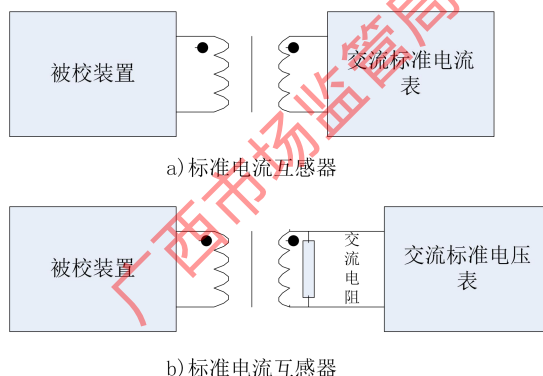 被校装置
交流标准电流
表
a)标准电流互感器
被校装置
交流电阻
交流标准电压
表
b)标准电流互感器
广西市场监管局